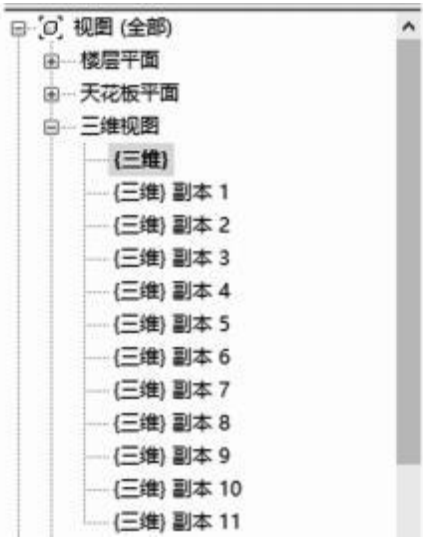 视图 (全部)
楼层平面
天花板平面
三维视图
{三维}
{三维} 副本 1
{三维} 副本 2
{三维} 副本 3
{三维} 副本 4
{三维} 副本 5
{三维} 副本 6
{三维} 副本 7
{三维} 副本 8
{三维} 副本 9
{三维} 副本 10
{三维} 副本 11